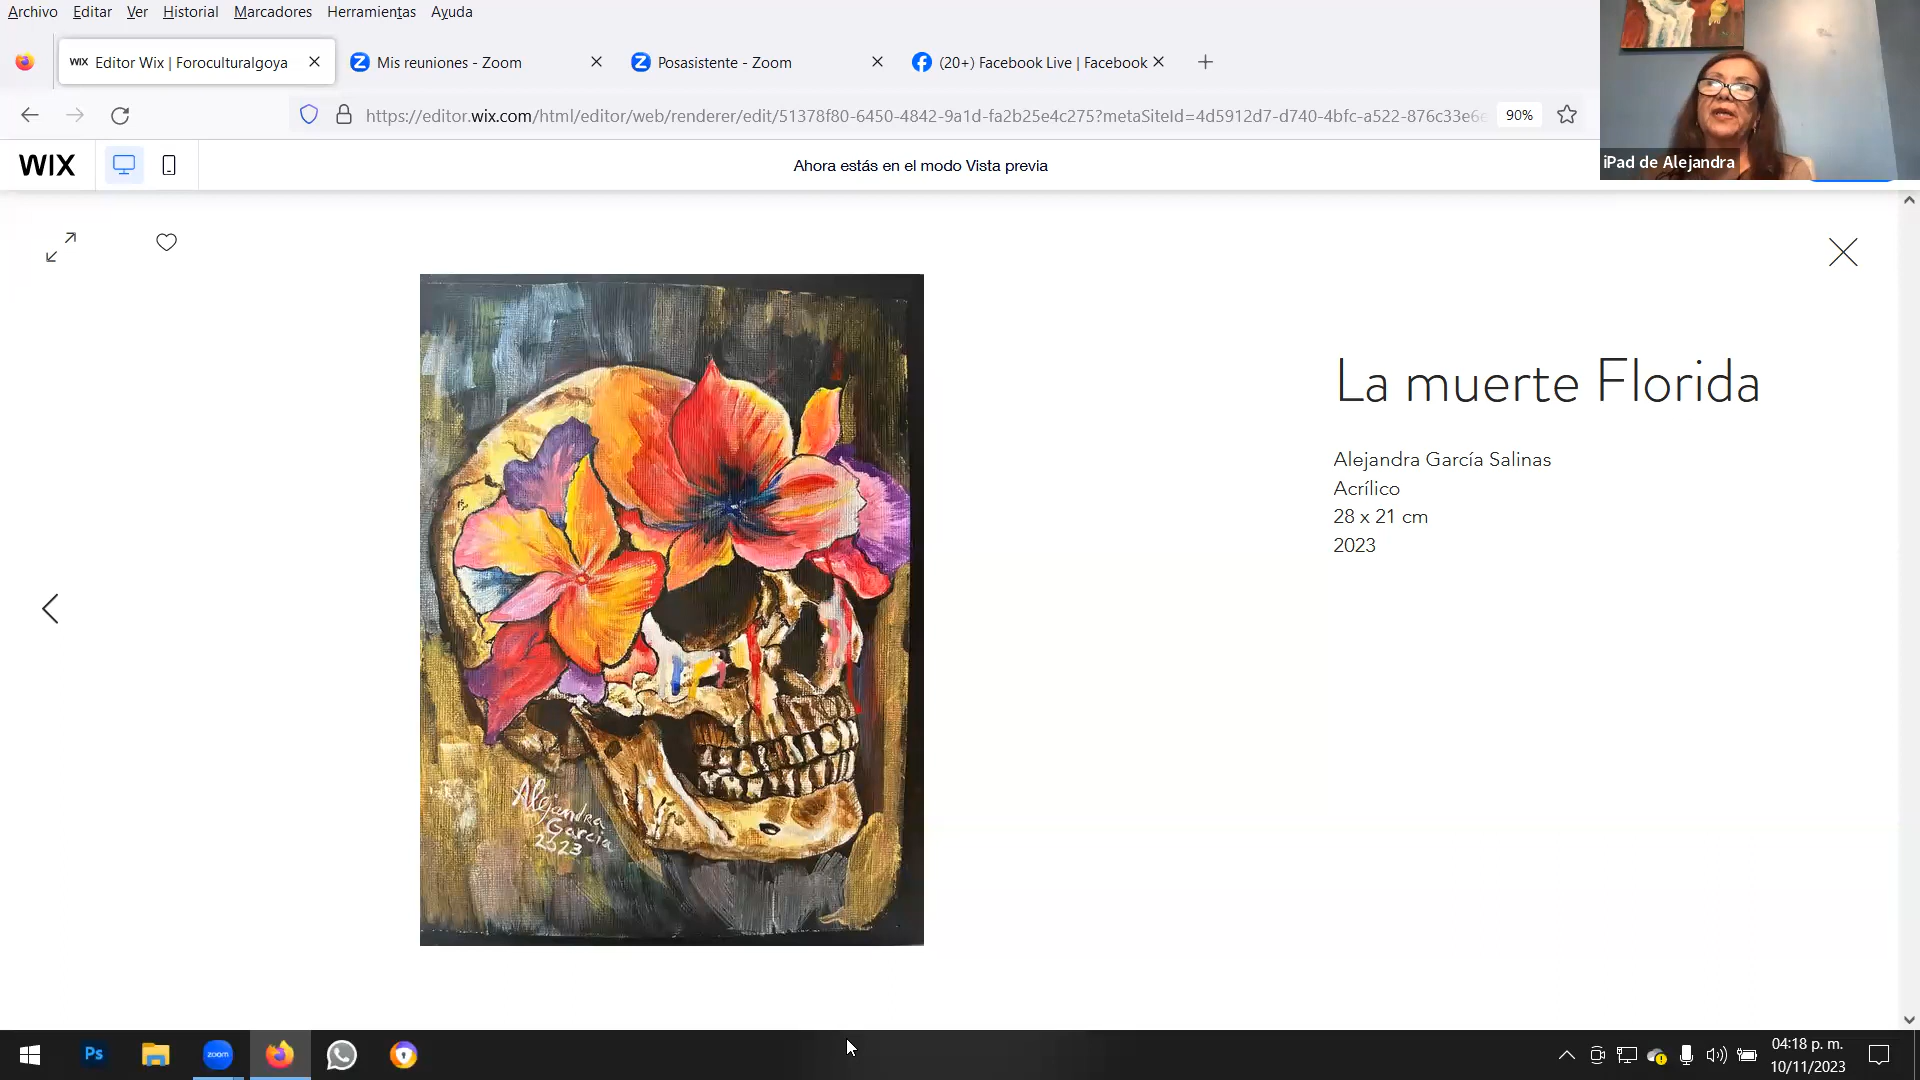 Archivo Editar Ver Historial Marcadores Herramientas Ayuda
WIX Editor Wix | Foroculturalgoya
Mis reuniones - Zoom
Posasistente - Zoom
(20+) Facebook Live | Facebook
https://editor.wix.com/html/editor/web/renderer/edit/51378f80-6450-4842-9a1d-fa2b25e4c275?metaSiteId=4d5912d7-d740-4bfc-a522-876c33e6
90%
iPad de Alejandra
WIX
Ahora estás en el modo Vista previa
La muerte Florida
Alejandra García Salinas
Acrílico
28 x 21 cm
2023
Alejandra
Garcia
2023
Ps
zoom
04:18 p. m.
10/11/2023